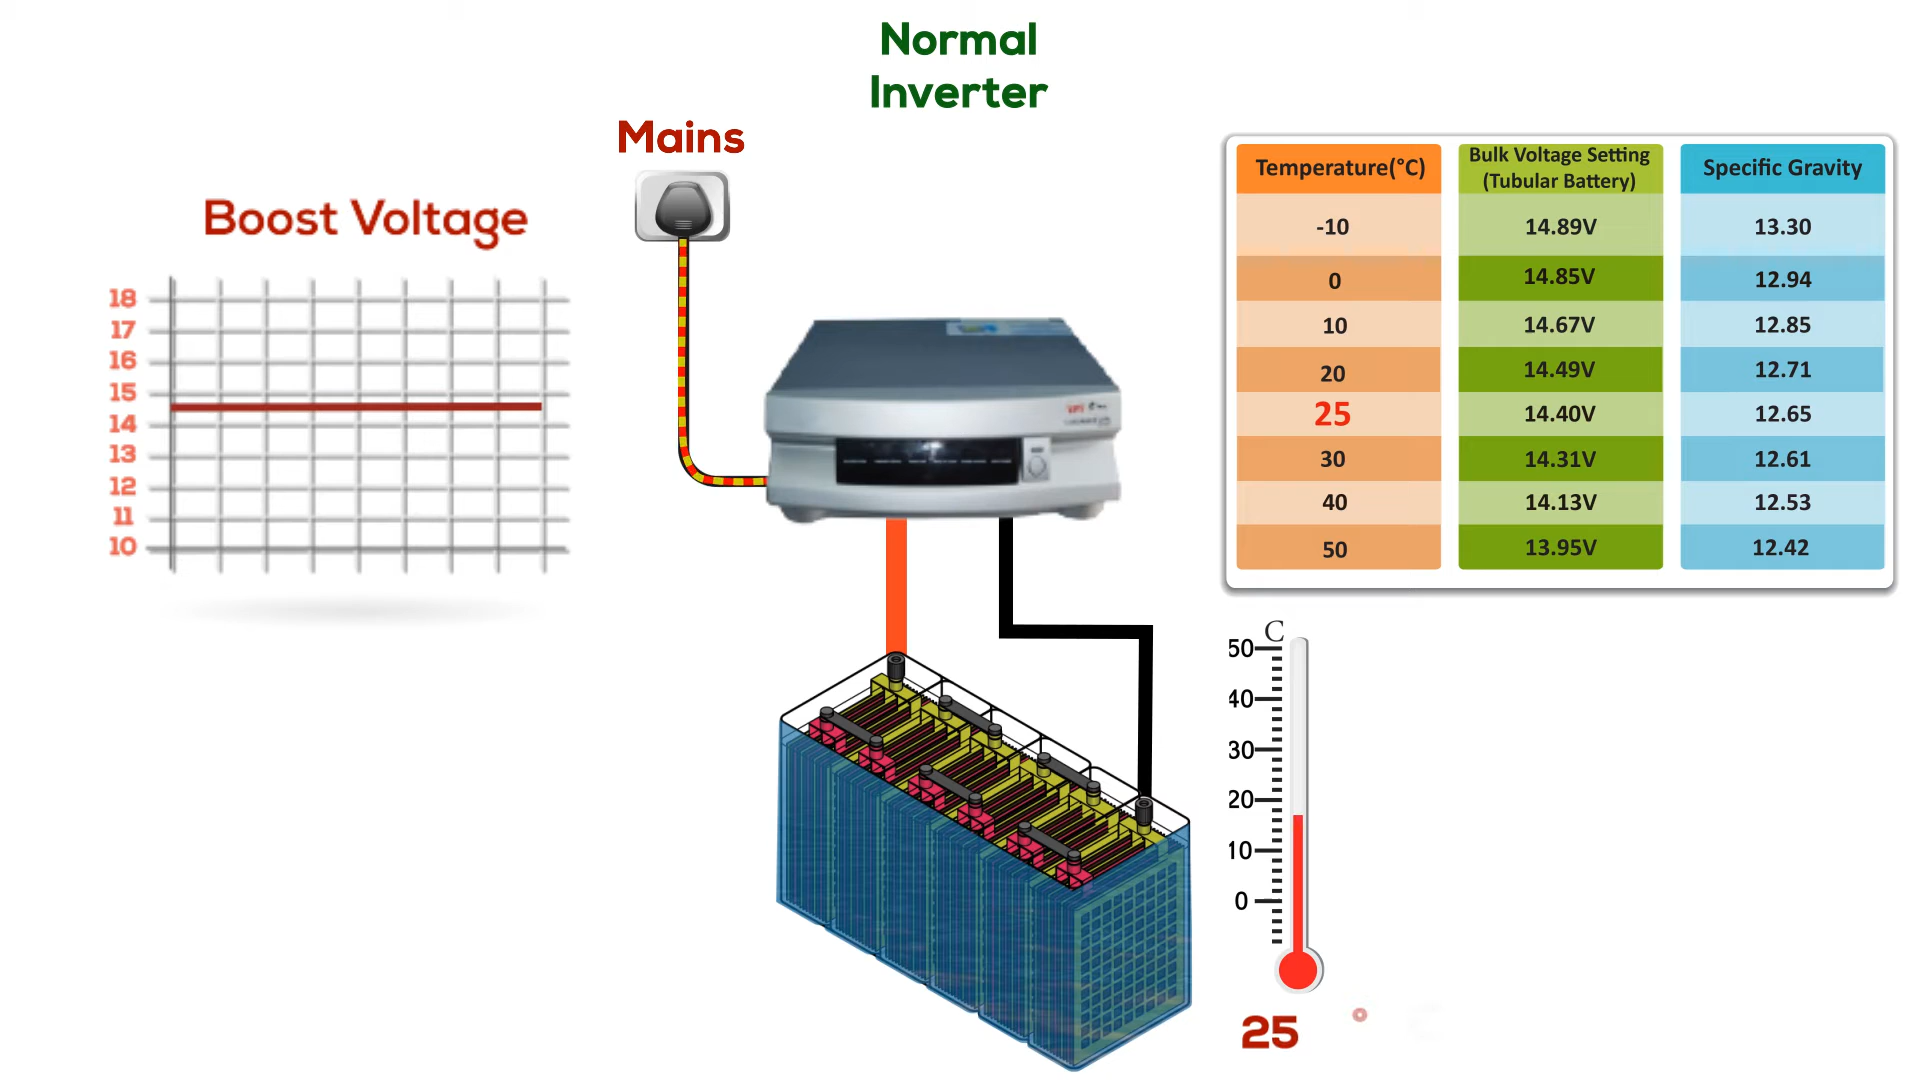 Normal
Inverter
Mains
Boost Voltage
18
17
16
15
14
13
12
11
10
Temperature(°C) Bulk Voltage Setting (Tubular Battery) Specific Gravity
-10 14.89V 13.30
0 14.85V 12.94
10 14.67V 12.85
20 14.49V 12.71
25 14.40V 12.65
30 14.31V 12.61
40 14.13V 12.53
50 13.95V 12.42
C
50
40
30
20
10
0
25 °